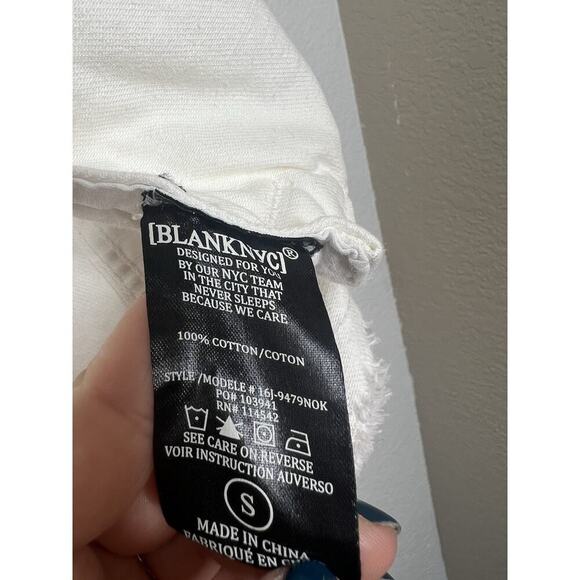 [BLANKNYC]®
DESIGNED FOR YOU
BY OUR NYC TEAM
IN THE CITY THAT
NEVER SLEEPS
BECAUSE WE CARE
100% COTTON/COTON
STYLE/MODELE # 16J-9479NOK
PO# 103941
RN# 114542
SEE CARE ON REVERSE
VOIR INSTRUCTION AUVERSO
S
MADE IN CHINA
FABRIQUÉ EN